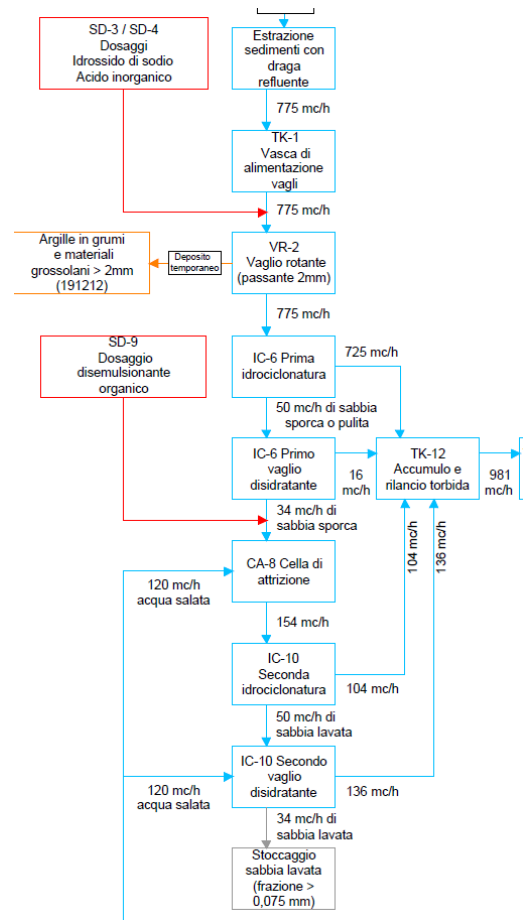 SD-3 / SD-4
Dosaggi
Idrossido di sodio
Acido inorganico
Estrazione
sedimenti con
draga
refluente
775 mc/h
TK-1
Vasca di
alimentazione
vagli
775 mc/h
Argille in grumi
e materiali
grossolani > 2mm
(191212)
Deposito
temporaneo
VR-2
Vaglio rotante
(passante 2mm)
775 mc/h
SD-9
Dosaggio
disemulsionante
organico
IC-6 Prima
idrociclonatura
725 mc/h
50 mc/h di sabbia
sporca o pulita
IC-6 Primo
vaglio
disidratante
16
mc/h
TK-12
Accumulo e
rilancio torbida
981
mc/h
34 mc/h di
sabbia sporca
104 mc/h
136 mc/h
120 mc/h
acqua salata
CA-8 Cella di
attrizione
154 mc/h
IC-10
Seconda
idrociclonatura
104 mc/h
50 mc/h di
sabbia lavata
120 mc/h
acqua salata
IC-10 Secondo
vaglio
disidratante
136 mc/h
34 mc/h di
sabbia lavata
Stoccaggio
sabbia lavata
(frazione >
0,075 mm)